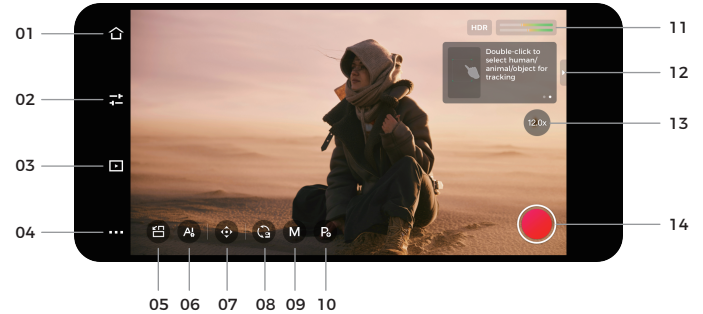 01
02
03
04
HDR
Double-click to
select human/
animal/object for
tracking
12.0x
AI
M
P
05
06
07
08
09
10
11
12
13
14